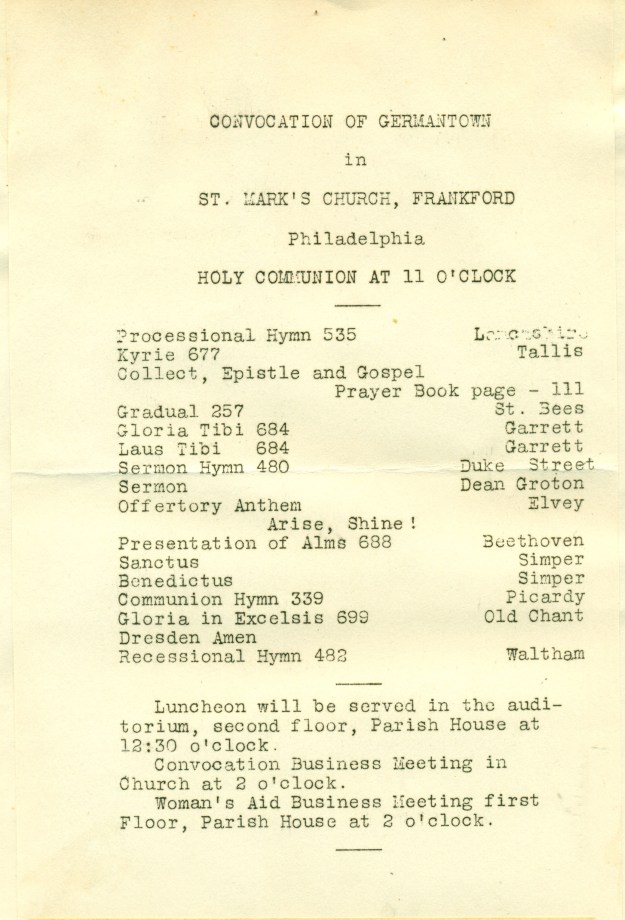 CONVOCATION OF GERMANTOWN
in
ST. MARK'S CHURCH, FRANKFORD
Philadelphia
HOLY COMMUNION AT 11 O'CLOCK
Processional Hymn 535 Lancashire
Kyrie 677 Tallis
Collect, Epistle and Gospel
Prayer Book page - 111
Gradual 257 St. Bees
Gloria Tibi 684 Garrett
Laus Tibi 684 Garrett
Sermon Hymn 480 Duke Street
Sermon Dean Groton
Offertory Anthem Elvey
Arise, Shine!
Presentation of Alms 688 Beethoven
Sanctus Simper
Benedictus Simper
Communion Hymn 339 Picardy
Gloria in Excelsis 699 Old Chant
Dresden Amen
Recessional Hymn 482 Waltham
Luncheon will be served in the audi-
torium, second floor, Parish House at
12:30 o'clock.
Convocation Business Meeting in
Church at 2 o'clock.
Woman's Aid Business Meeting first
Floor, Parish House at 2 o'clock.